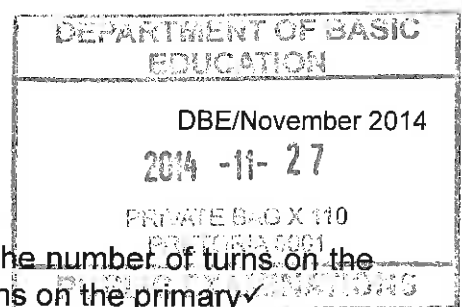 DEPARTMENT OF BASIC
EDUCATION
DBE/November 2014
2014 -11- 27
PRIVATE BAG X 110
he number of turns on the
ns on the primary✓